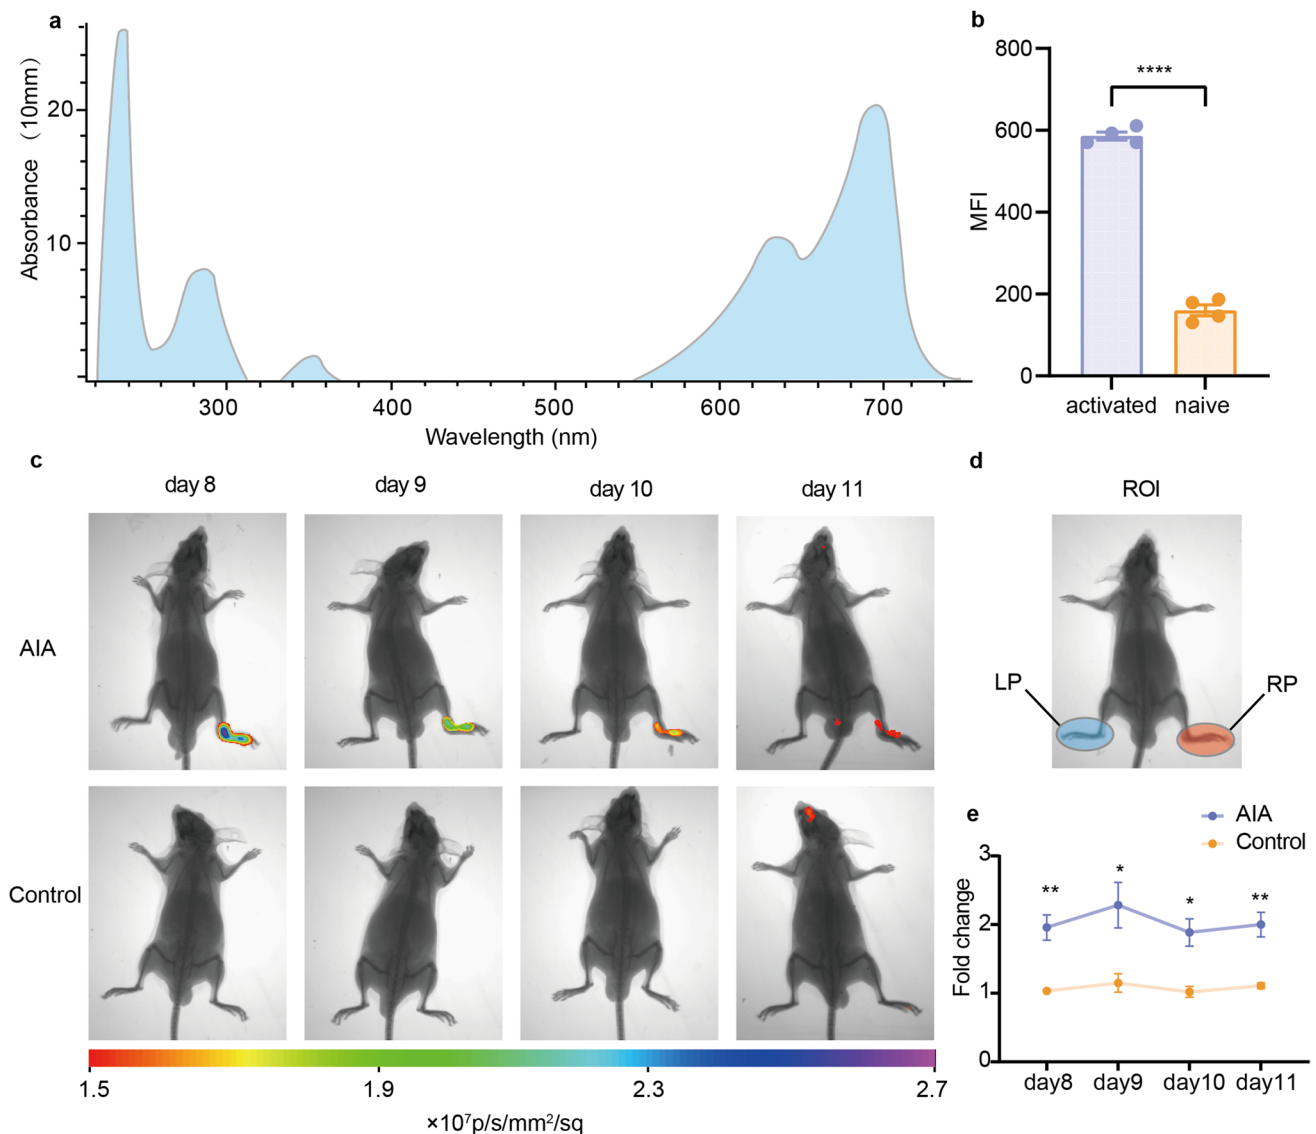 a
Absorbance （10mm）
20
10
300
400
500
600
700
Wavelength (nm)
b
800
600
400
200
0
MFI
****
activated
naive
c
day 8
day 9
day 10
day 11
AIA
Control
1.5
1.9
2.3
2.7
×10⁷p/s/mm²/sq
d
ROI
LP
RP
e
AIA
Control
3
2
1
0
Fold change
**
*
*
**
day8
day9
day10
day11